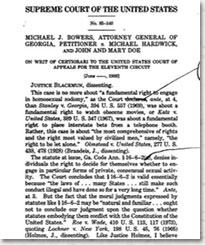 SUPREME COURT OF THE UNITED STATES
No. 85-140
MICHAEL J. BOWERS, ATTORNEY GENERAL OF
GEORGIA, PETITIONER v. MICHAEL HARDWICK,
AND JOHN AND MARY DOE
ON WRIT OF CERTIORARI TO THE UNITED STATES COURT OF
APPEALS FOR THE ELEVENTH CIRCUIT
[June —, 1986]
JUSTICE BLACKMUN, dissenting.
This case is no more about "a fundamental right to engage
in homosexual sodomy," as the Court declares, ante, at
than Stanley v. Georgia, 394 U. S. 557 (1969), was about a
fundamental right to watch obscene movies, or Katz v.
United States, 389 U. S. 347 (1967), was about a fundamental
right to place interstate bets from a telephone booth.
Rather, this case is about "the most comprehensive of rights
and the right most valued by civilized men," namely, "the
right to be let alone." Olmstead v. United States, 277 U. S.
438, 478 (1928) (Brandeis, J., dissenting).
The statute at issue, Ga. Code Ann. § 16-6-2, denies in-
dividuals the right to decide for themselves whether to en-
gage in particular forms of private, consensual sexual activ-
ity. The Court concludes that § 16-6-2 is valid essentially
because "the laws of . . . many States . . . still make such
conduct illegal and have done so for a very long time." Ante,
at But the fact that the moral judgments expressed by
statutes like § 16-6-2 may be "natural and familiar . . . ought
not to conclude our judgment upon the question whether
statutes embodying them conflict with the Constitution of the
United States." Roe v. Wade, 410 U. S. 113, 117 (1973),
quoting Lochner v. New York, 198 U. S. 45, 76 (1905)
(Holmes, J., dissenting). Like Justice Holmes, I believe